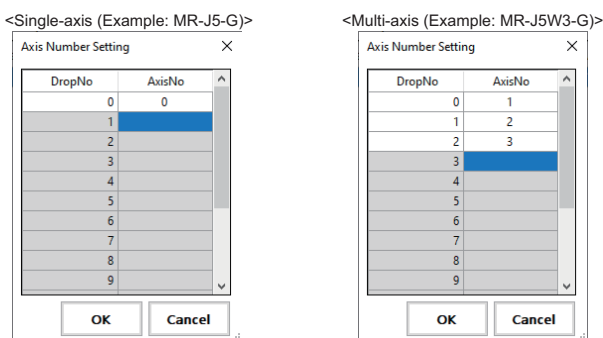 <Single-axis (Example: MR-J5-G)>
Axis Number Setting
DropNo AxisNo
0 0
1
2
3
4
5
6
7
8
9
OK Cancel
<Multi-axis (Example: MR-J5W3-G)>
Axis Number Setting
DropNo AxisNo
0 1
1 2
2 3
3
4
5
6
7
8
9
OK Cancel